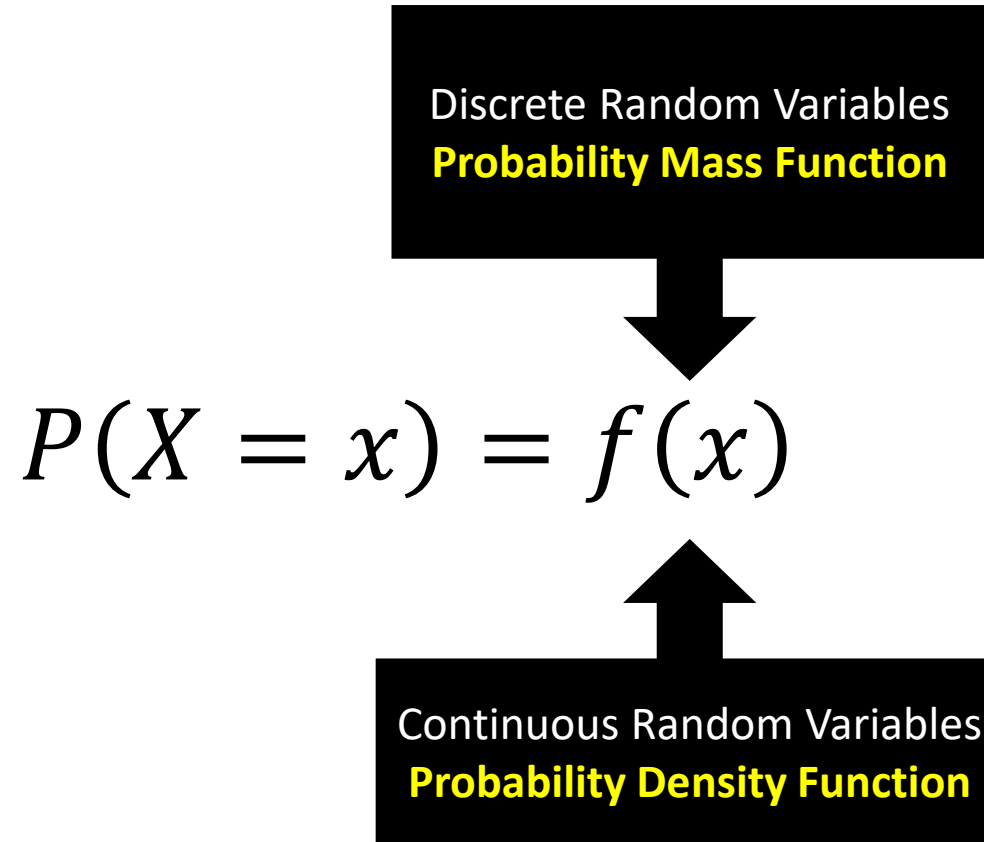 Discrete Random Variables
Probability Mass Function
P(X = x) = f(x)
Continuous Random Variables
Probability Density Function